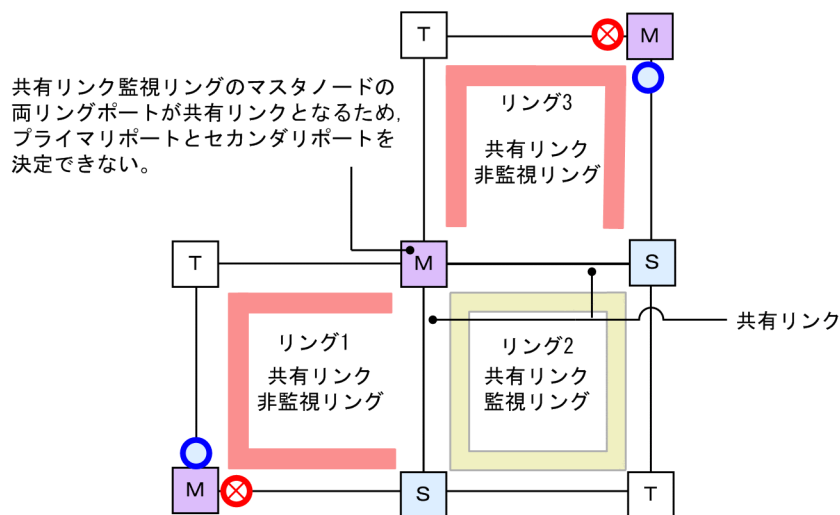 T
M
共有リンク監視リングのマスタノードの
両リングポートが共有リンクとなるため,
プライマリポートとセカンダリポートを
決定できない。
リング3
共有リンク
非監視リング
T
M
S
リング1
共有リンク
非監視リング
リング2
共有リンク
監視リング
共有リンク
M
S
T